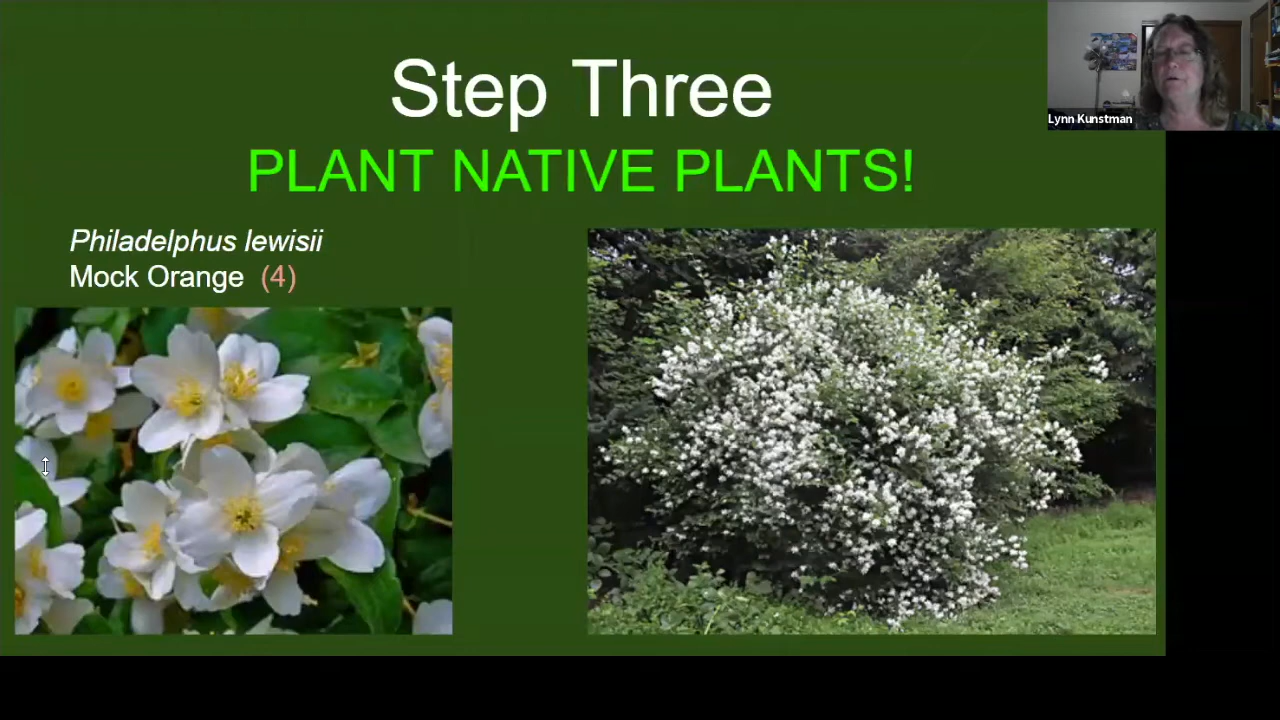 Step Three
PLANT NATIVE PLANTS!
Philadelphus lewisii
Mock Orange (4)
Lynn Kunstman